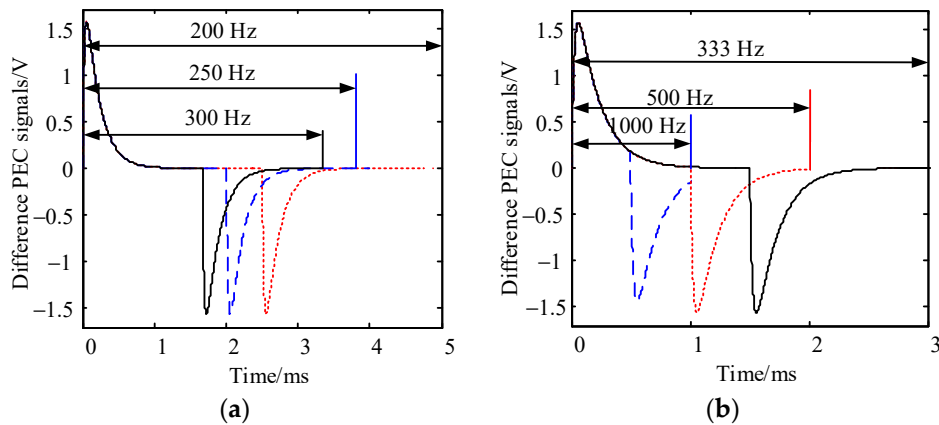 Difference PEC signals/V
1.5
1
0.5
0
−0.5
−1
−1.5
200 Hz
250 Hz
300 Hz
0 1 2 3 4 5
Time/ms
(a)
Difference PEC signals/V
1.5
1
0.5
0
−0.5
−1
−1.5
333 Hz
500 Hz
1000 Hz
0 1 2 3
Time/ms
(b)